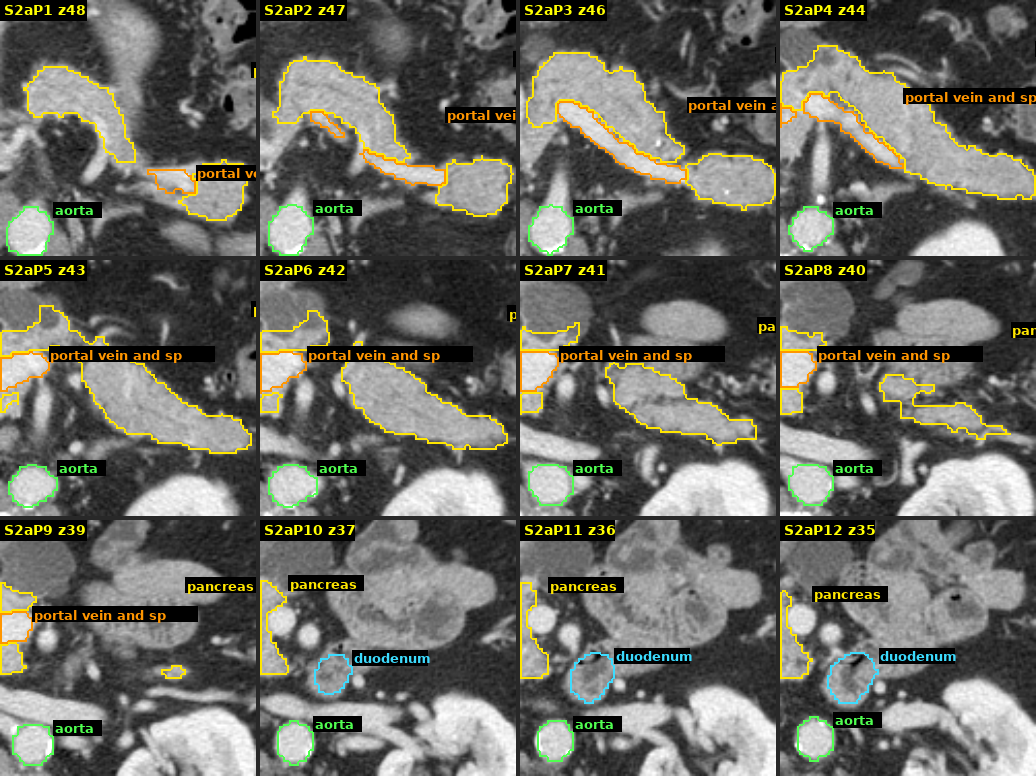 S2aP1 z48
S2aP2 z47
S2aP3 z46
S2aP4 z44
portal ve
aorta
portal vei
aorta
portal vein a
aorta
portal vein and sp
aorta
S2aP5 z43
S2aP6 z42
S2aP7 z41
S2aP8 z40
p
portal vein and sp
aorta
p
portal vein and sp
aorta
pa
portal vein and sp
aorta
pan
portal vein and sp
aorta
S2aP9 z39
S2aP10 z37
S2aP11 z36
S2aP12 z35
pancreas
portal vein and sp
aorta
pancreas
duodenum
aorta
pancreas
duodenum
aorta
pancreas
duodenum
aorta